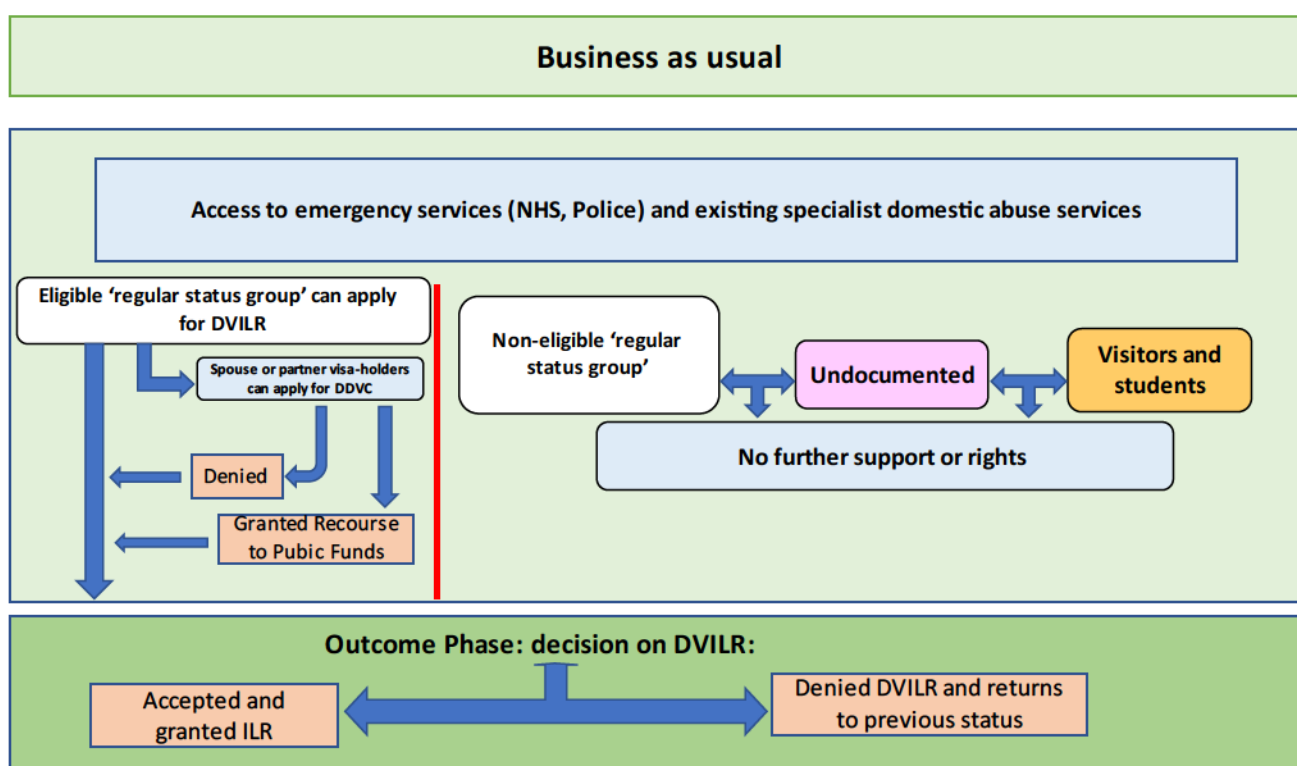 Business as usual
Access to emergency services (NHS, Police) and existing specialist domestic abuse services
Eligible ‘regular status group’ can apply
for DVILR
Spouse or partner visa-holders
can apply for DDVC
Denied
Granted Recourse
to Pubic Funds
Non-eligible ‘regular
status group’
Undocumented
Visitors and
students
No further support or rights
Outcome Phase: decision on DVILR:
Accepted and
granted ILR
Denied DVILR and returns
to previous status